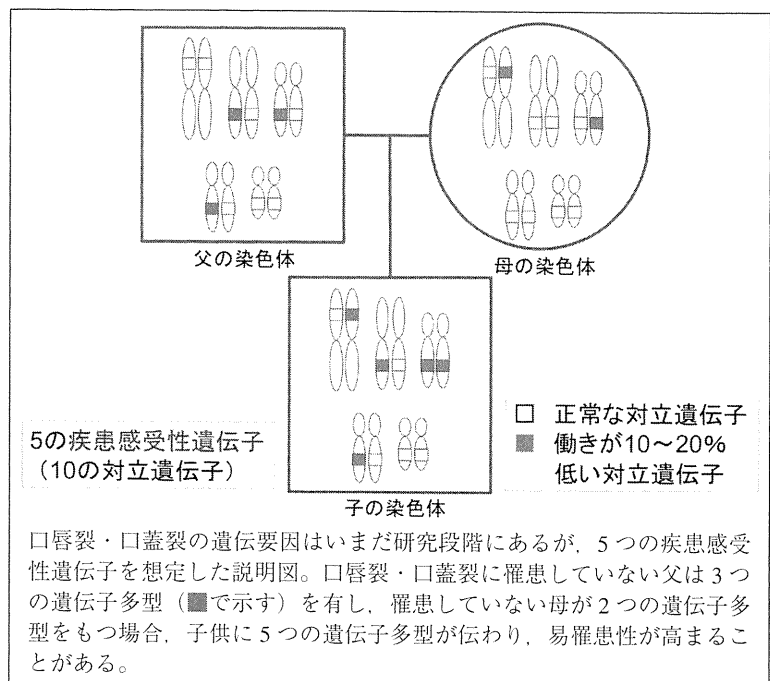 父の染色体
母の染色体
5の疾患感受性遺伝子
(10の対立遺伝子)
□ 正常な対立遺伝子
■ 働きが10〜20%
低い対立遺伝子
子の染色体
口唇裂・口蓋裂の遺伝要因はいまだ研究段階にあるが，5つの疾患感受
性遺伝子を想定した説明図。口唇裂・口蓋裂に罹患していない父は3つ
の遺伝子多型（■で示す）を有し，罹患していない母が2つの遺伝子多
型をもつ場合，子供に5つの遺伝子多型が伝わり，易罹患性が高まるこ
とがある。